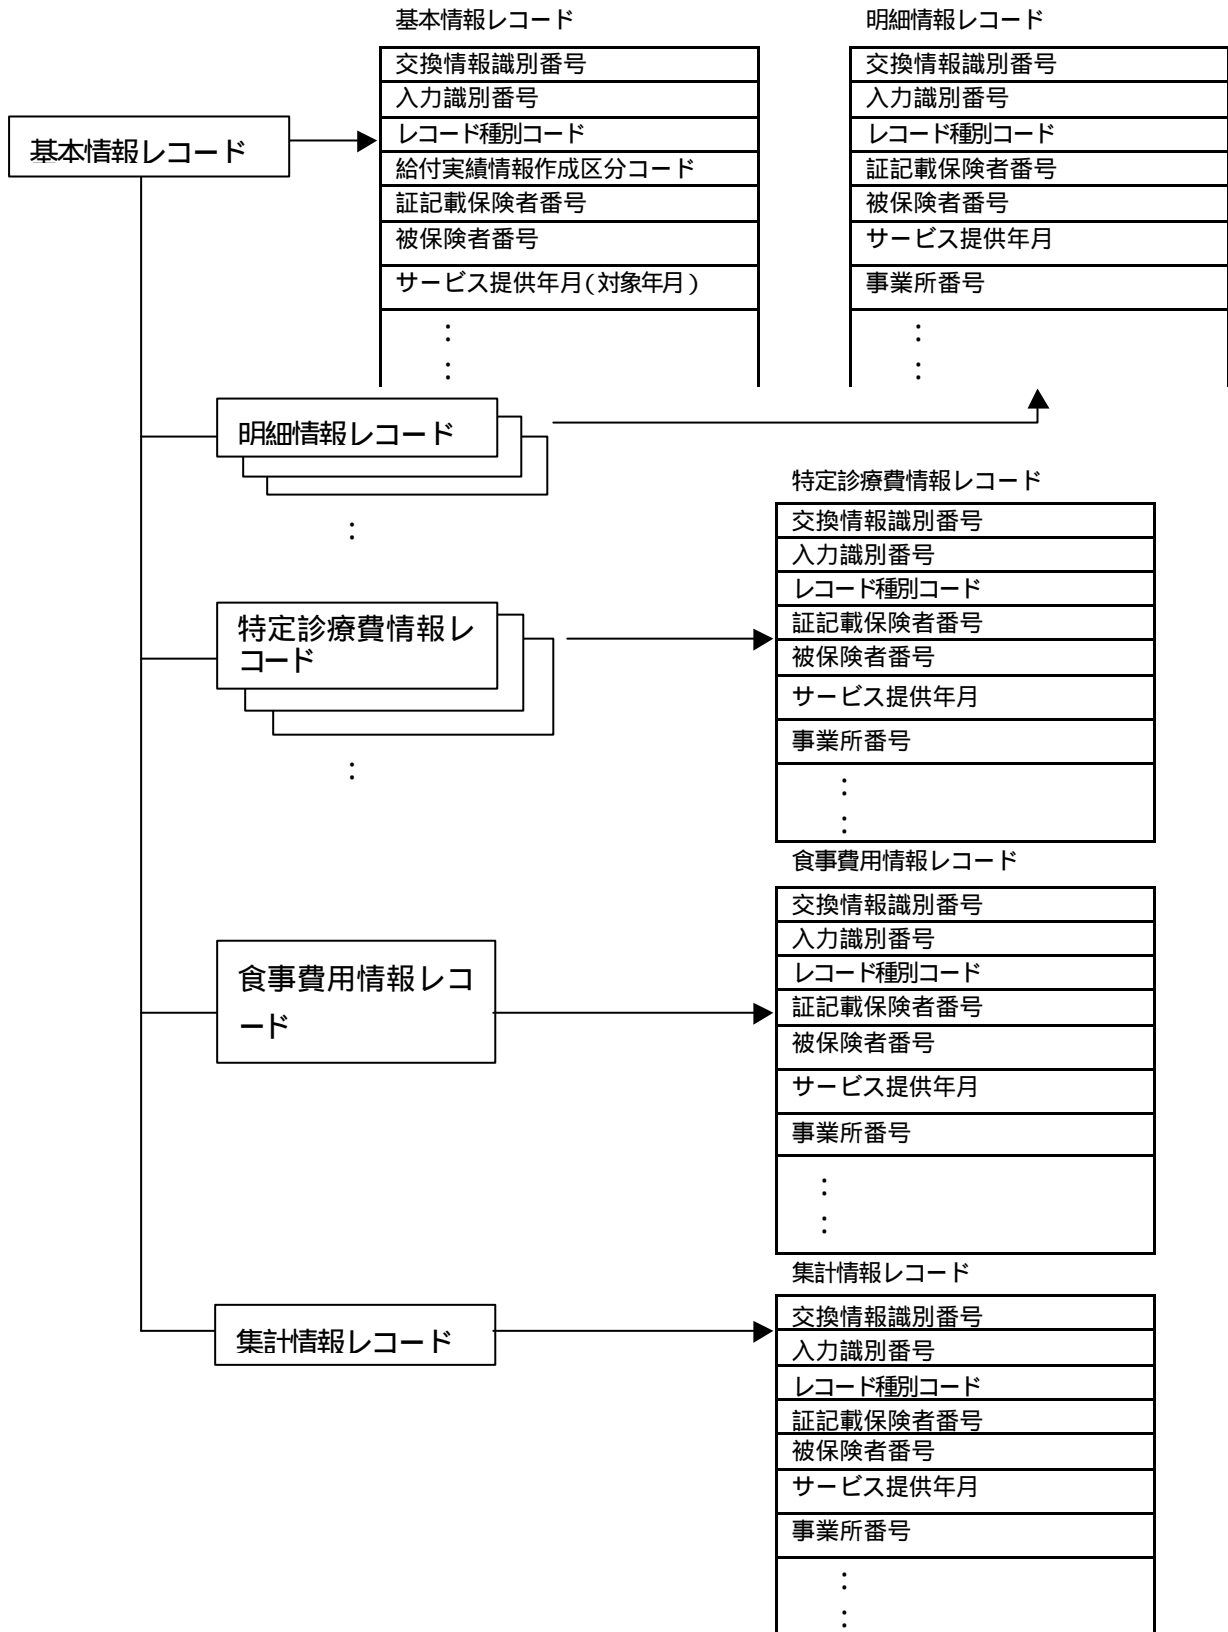 基本情報レコード
基本情報レコード
交換情報識別番号
入力識別番号
レコード種別コード
給付実績情報作成区分コード
証記載保険者番号
被保険者番号
サービス提供年月(対象年月)
：
：
明細情報レコード
交換情報識別番号
入力識別番号
レコード種別コード
証記載保険者番号
被保険者番号
サービス提供年月
事業所番号
：
：
明細情報レコード
：
特定診療費情報レ
コード
：
特定診療費情報レコード
交換情報識別番号
入力識別番号
レコード種別コード
証記載保険者番号
被保険者番号
サービス提供年月
事業所番号
：
：
食事費用情報レコ
ード
食事費用情報レコード
交換情報識別番号
入力識別番号
レコード種別コード
証記載保険者番号
被保険者番号
サービス提供年月
事業所番号
：
：
集計情報レコード
集計情報レコード
交換情報識別番号
入力識別番号
レコード種別コード
証記載保険者番号
被保険者番号
サービス提供年月
事業所番号
：
：